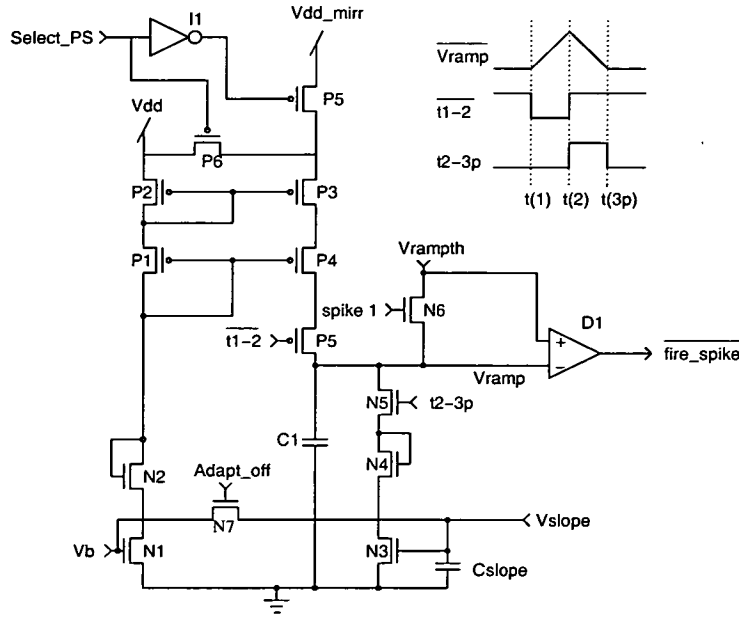 Select_PS
I1
Vdd_mirr
P5
Vdd
P6
P2
P3
P1
P4
t1-2
P5
spike 1
Vrampth
N6
D1
+
-
fire_spike
Vramp
N5
t2-3p
C1
N4
N2
Adapt_off
N7
Vslope
Vb
N1
N3
Cslope
Vramp
t1-2
t2-3p
t(1)
t(2)
t(3p)